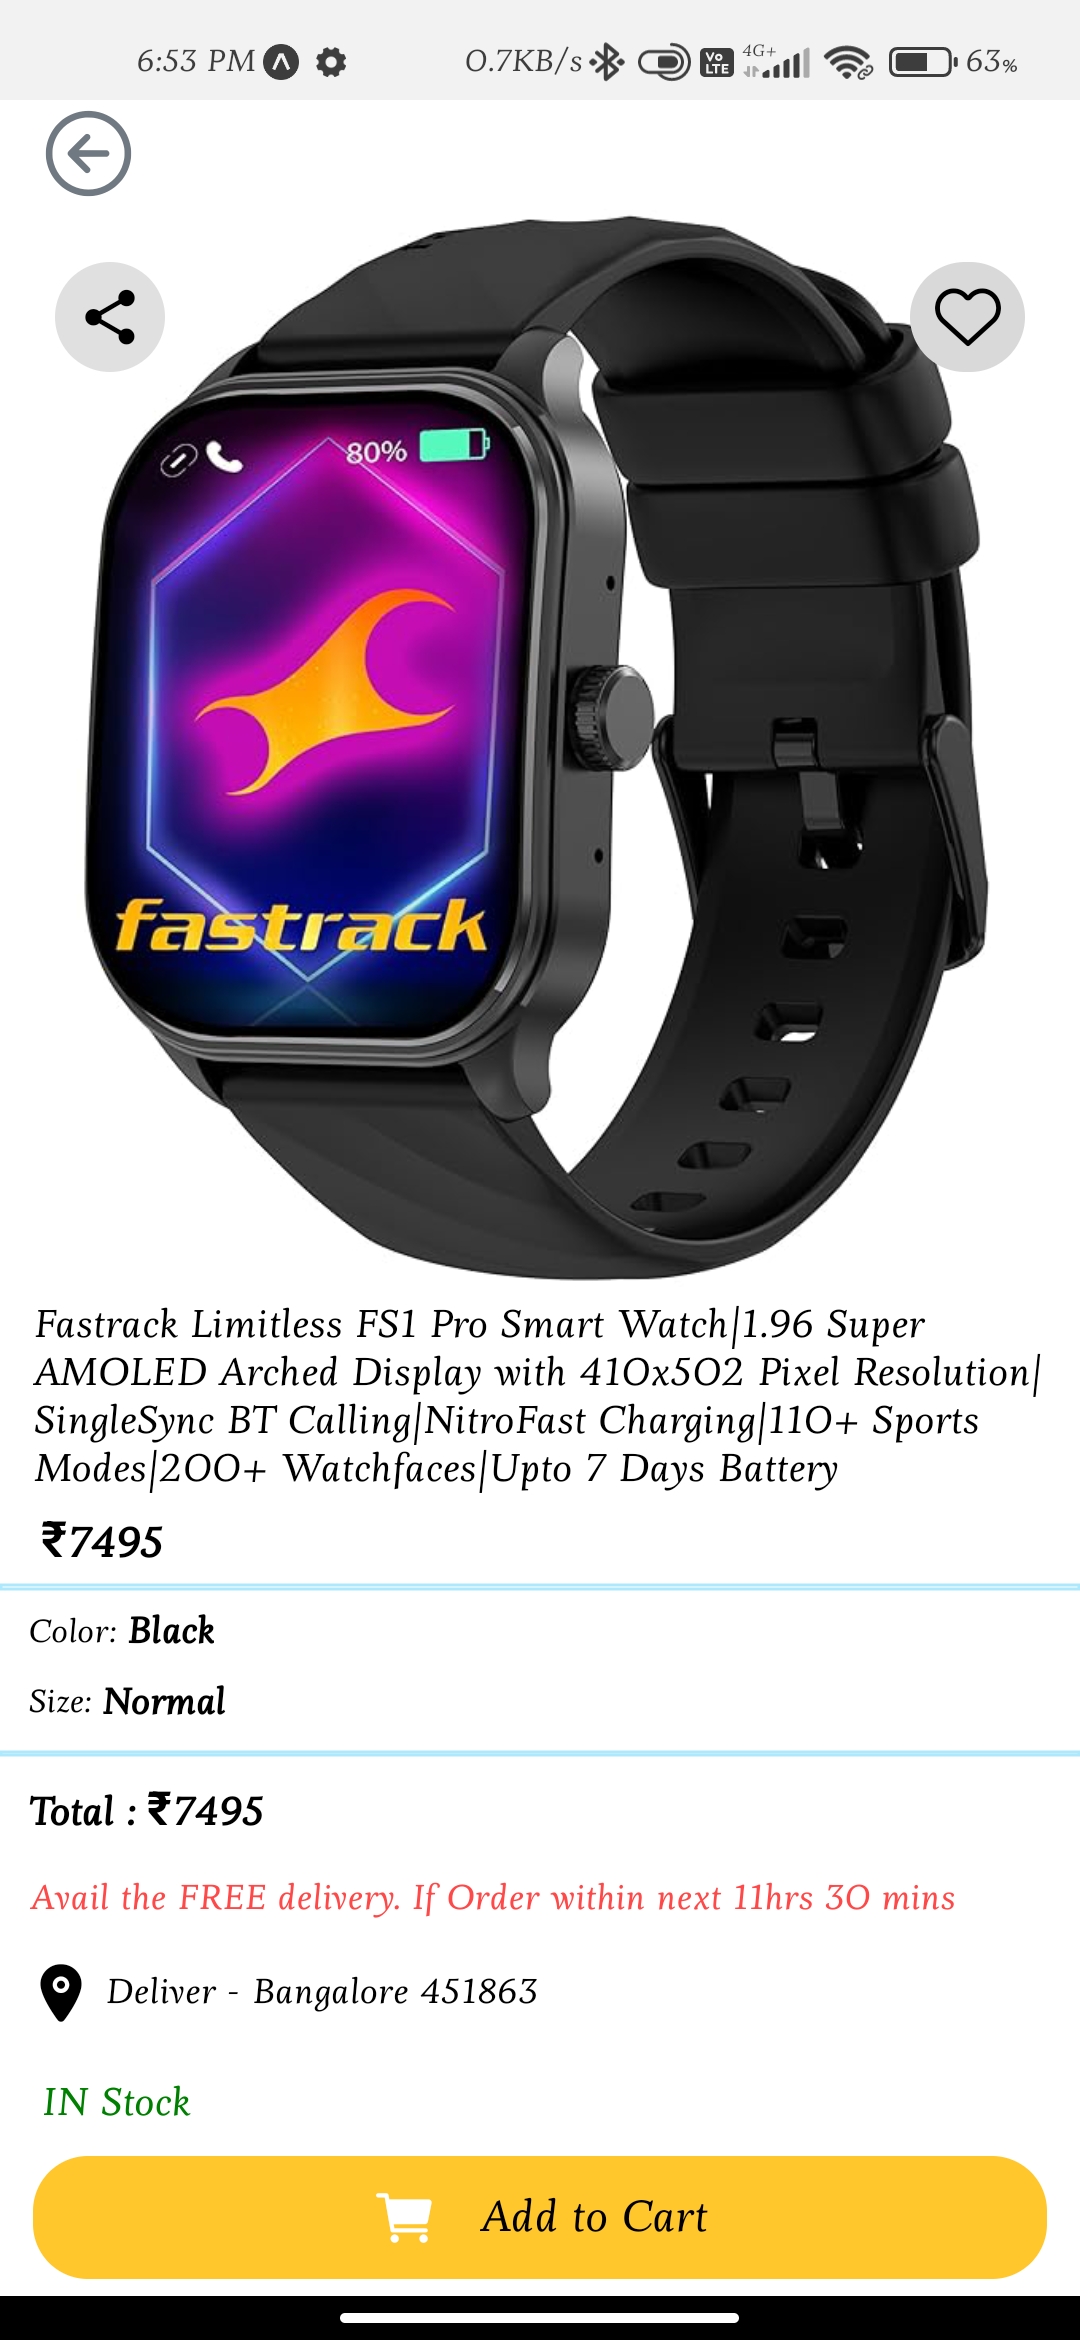 6:53 PM 0.7KB/s Vo LTE 4G+ 63%
80%
fastrack
Fastrack Limitless FS1 Pro Smart Watch|1.96 Super
AMOLED Arched Display with 410x502 Pixel Resolution|
SingleSync BT Calling|NitroFast Charging|110+ Sports
Modes|200+ Watchfaces|Upto 7 Days Battery
₹7495
Color: Black
Size: Normal
Total : ₹7495
Avail the FREE delivery. If Order within next 11hrs 30 mins
Deliver - Bangalore 451863
IN Stock
Add to Cart